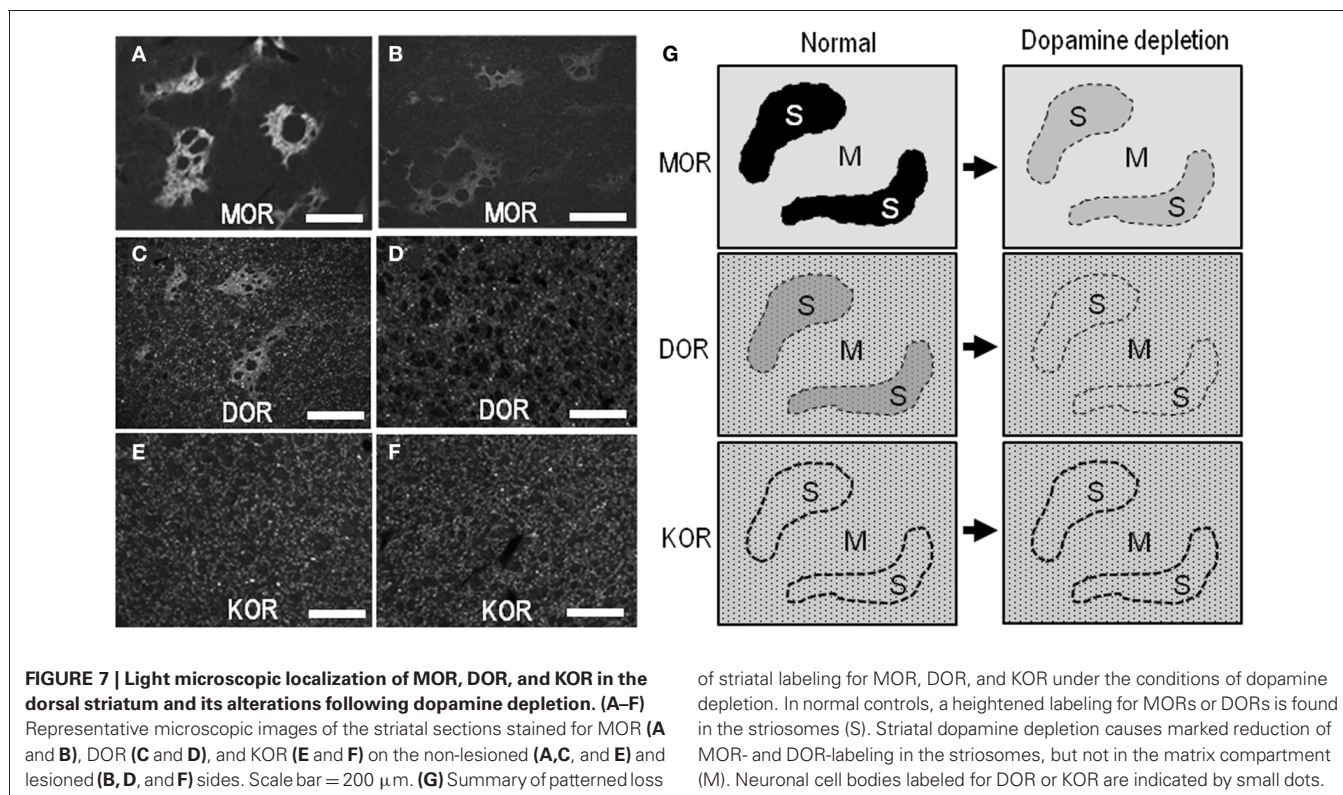 A
MOR
B
MOR
C
DOR
D
DOR
E
KOR
F
KOR
G
Normal
Dopamine depletion
MOR
S
M
S
S
M
S
DOR
S
M
S
S
M
S
KOR
S
M
S
S
M
S
FIGURE 7 | Light microscopic localization of MOR, DOR, and KOR in the
dorsal striatum and its alterations following dopamine depletion. (A–F)
Representative microscopic images of the striatal sections stained for MOR (A
and B), DOR (C and D), and KOR (E and F) on the non-lesioned (A,C, and E) and
lesioned (B, D, and F) sides. Scale bar = 200 μm. (G) Summary of patterned loss
of striatal labeling for MOR, DOR, and KOR under the conditions of dopamine
depletion. In normal controls, a heightened labeling for MORs or DORs is found
in the striosomes (S). Striatal dopamine depletion causes marked reduction of
MOR- and DOR-labeling in the striosomes, but not in the matrix compartment
(M). Neuronal cell bodies labeled for DOR or KOR are indicated by small dots.